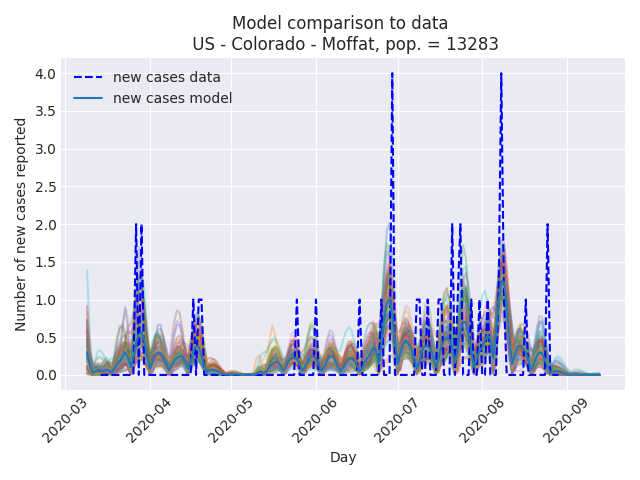 Model comparison to data
US - Colorado - Moffat, pop. = 13283
new cases data
new cases model
Number of new cases reported
4.0
3.5
3.0
2.5
2.0
1.5
1.0
0.5
0.0
2020-03
2020-04
2020-05
2020-06
2020-07
2020-08
2020-09
Day